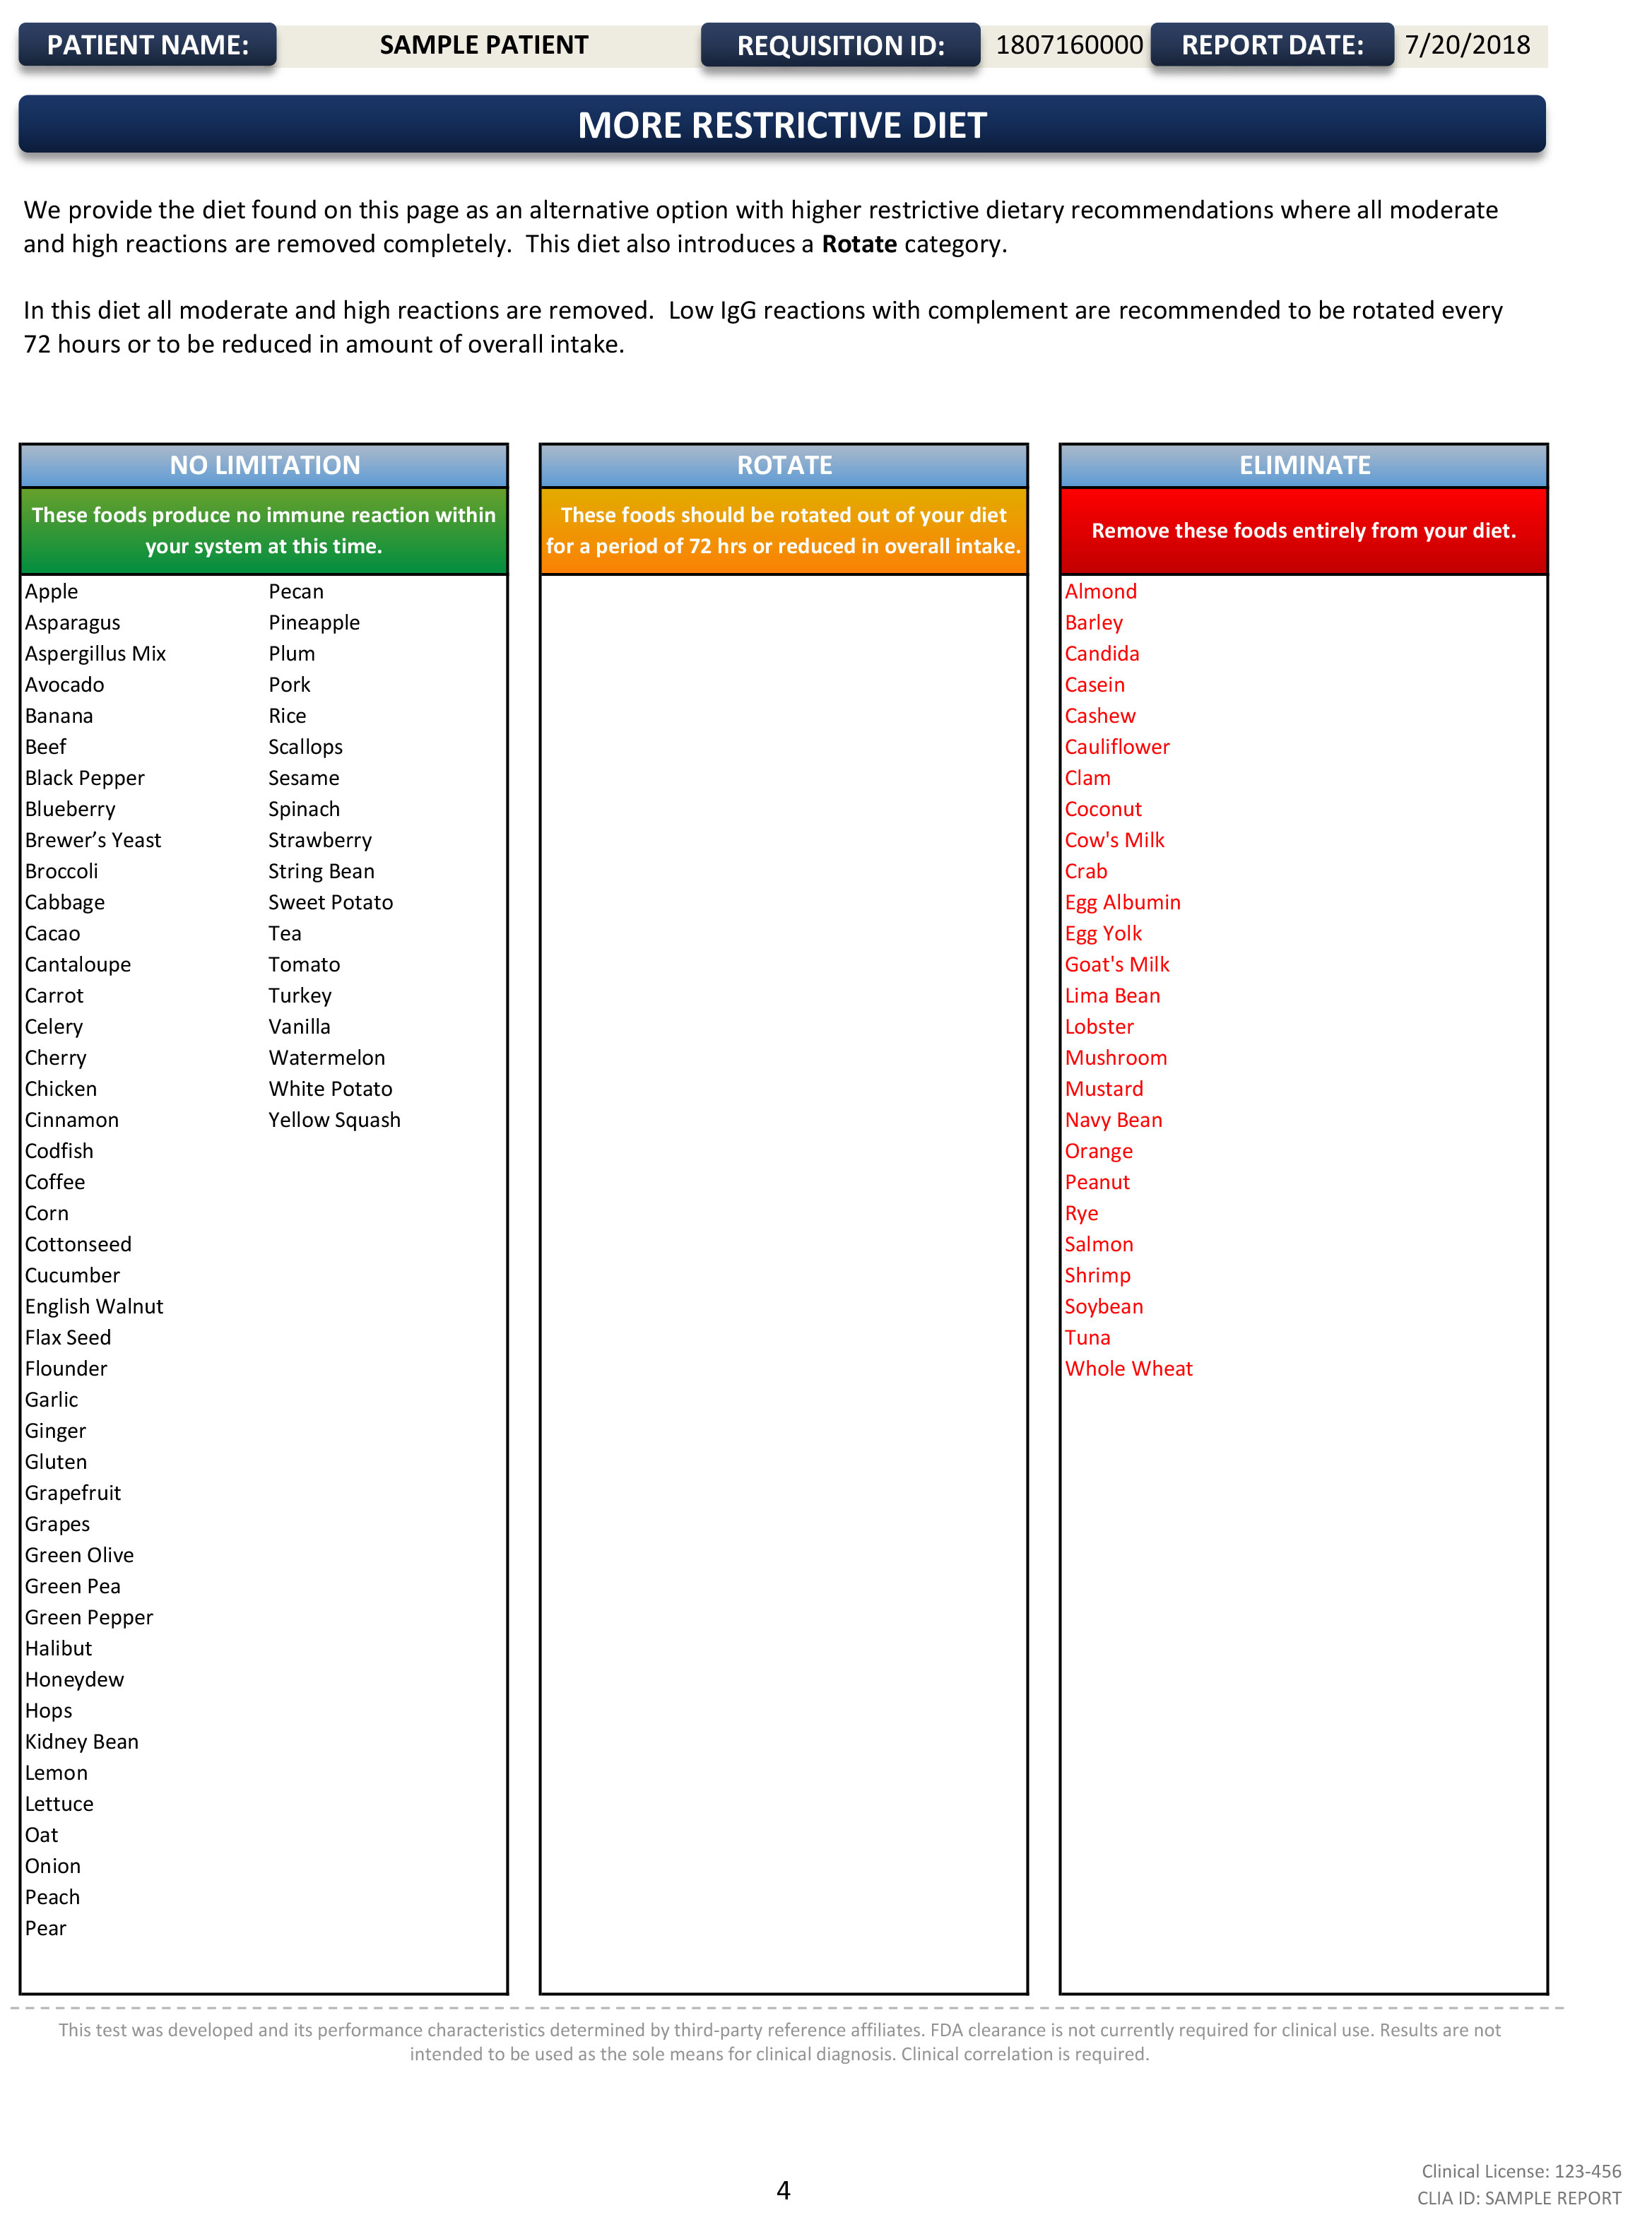 PATIENT NAME: SAMPLE PATIENT REQUISITION ID: 1807160000 REPORT DATE: 7/20/2018
MORE RESTRICTIVE DIET
We provide the diet found on this page as an alternative option with higher restrictive dietary recommendations where all moderate
and high reactions are removed completely.  This diet also introduces a Rotate category.
In this diet all moderate and high reactions are removed.  Low IgG reactions with complement are recommended to be rotated every
72 hours or to be reduced in amount of overall intake.
NO LIMITATION
These foods produce no immune reaction within
your system at this time.
Apple
Asparagus
Aspergillus Mix
Avocado
Banana
Beef
Black Pepper
Blueberry
Brewer’s Yeast
Broccoli
Cabbage
Cacao
Cantaloupe
Carrot
Celery
Cherry
Chicken
Cinnamon
Codfish
Coffee
Corn
Cottonseed
Cucumber
English Walnut
Flax Seed
Flounder
Garlic
Ginger
Gluten
Grapefruit
Grapes
Green Olive
Green Pea
Green Pepper
Halibut
Honeydew
Hops
Kidney Bean
Lemon
Lettuce
Oat
Onion
Peach
Pear
Pecan
Pineapple
Plum
Pork
Rice
Scallops
Sesame
Spinach
Strawberry
String Bean
Sweet Potato
Tea
Tomato
Turkey
Vanilla
Watermelon
White Potato
Yellow Squash
ROTATE
These foods should be rotated out of your diet
for a period of 72 hrs or reduced in overall intake.
ELIMINATE
Remove these foods entirely from your diet.
Almond
Barley
Candida
Casein
Cashew
Cauliflower
Clam
Coconut
Cow's Milk
Crab
Egg Albumin
Egg Yolk
Goat's Milk
Lima Bean
Lobster
Mushroom
Mustard
Navy Bean
Orange
Peanut
Rye
Salmon
Shrimp
Soybean
Tuna
Whole Wheat
This test was developed and its performance characteristics determined by third-party reference affiliates. FDA clearance is not currently required for clinical use. Results are not
intended to be used as the sole means for clinical diagnosis. Clinical correlation is required.
4
Clinical License: 123-456
CLIA ID: SAMPLE REPORT